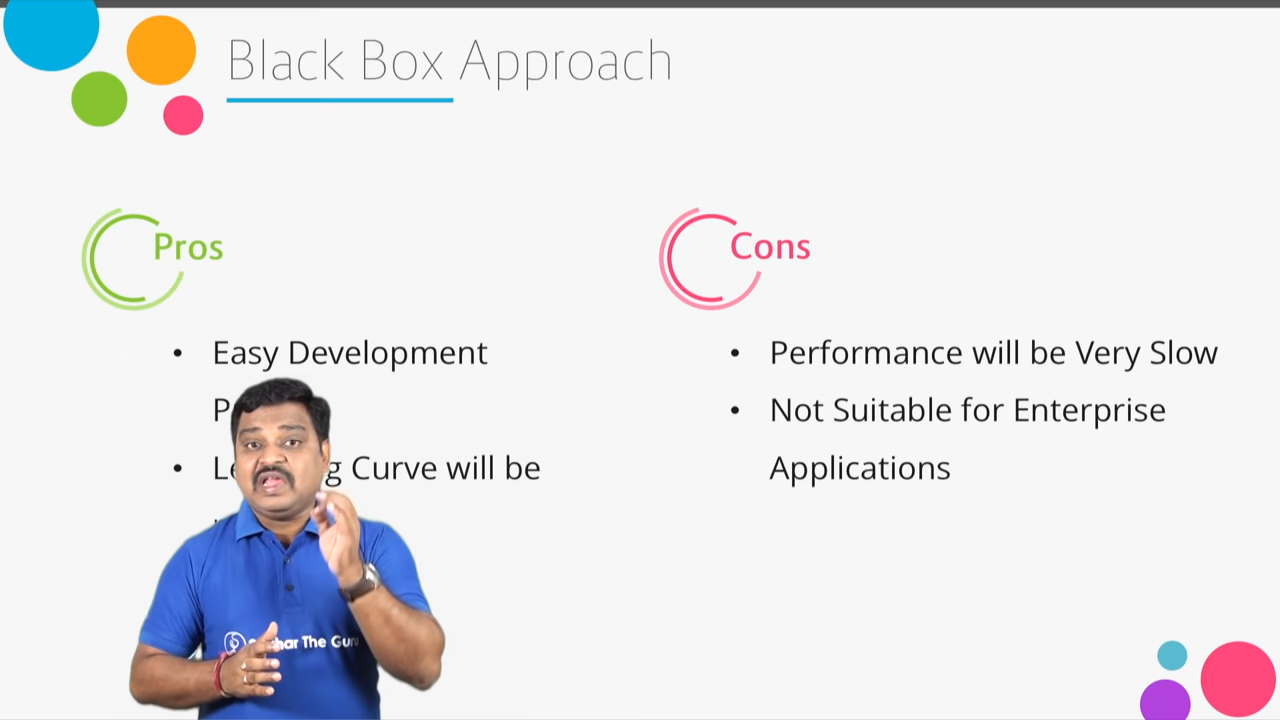 Black Box Approach
Pros
• Easy Development
• Curve will be
Cons
• Performance will be Very Slow
• Not Suitable for Enterprise
Applications
The